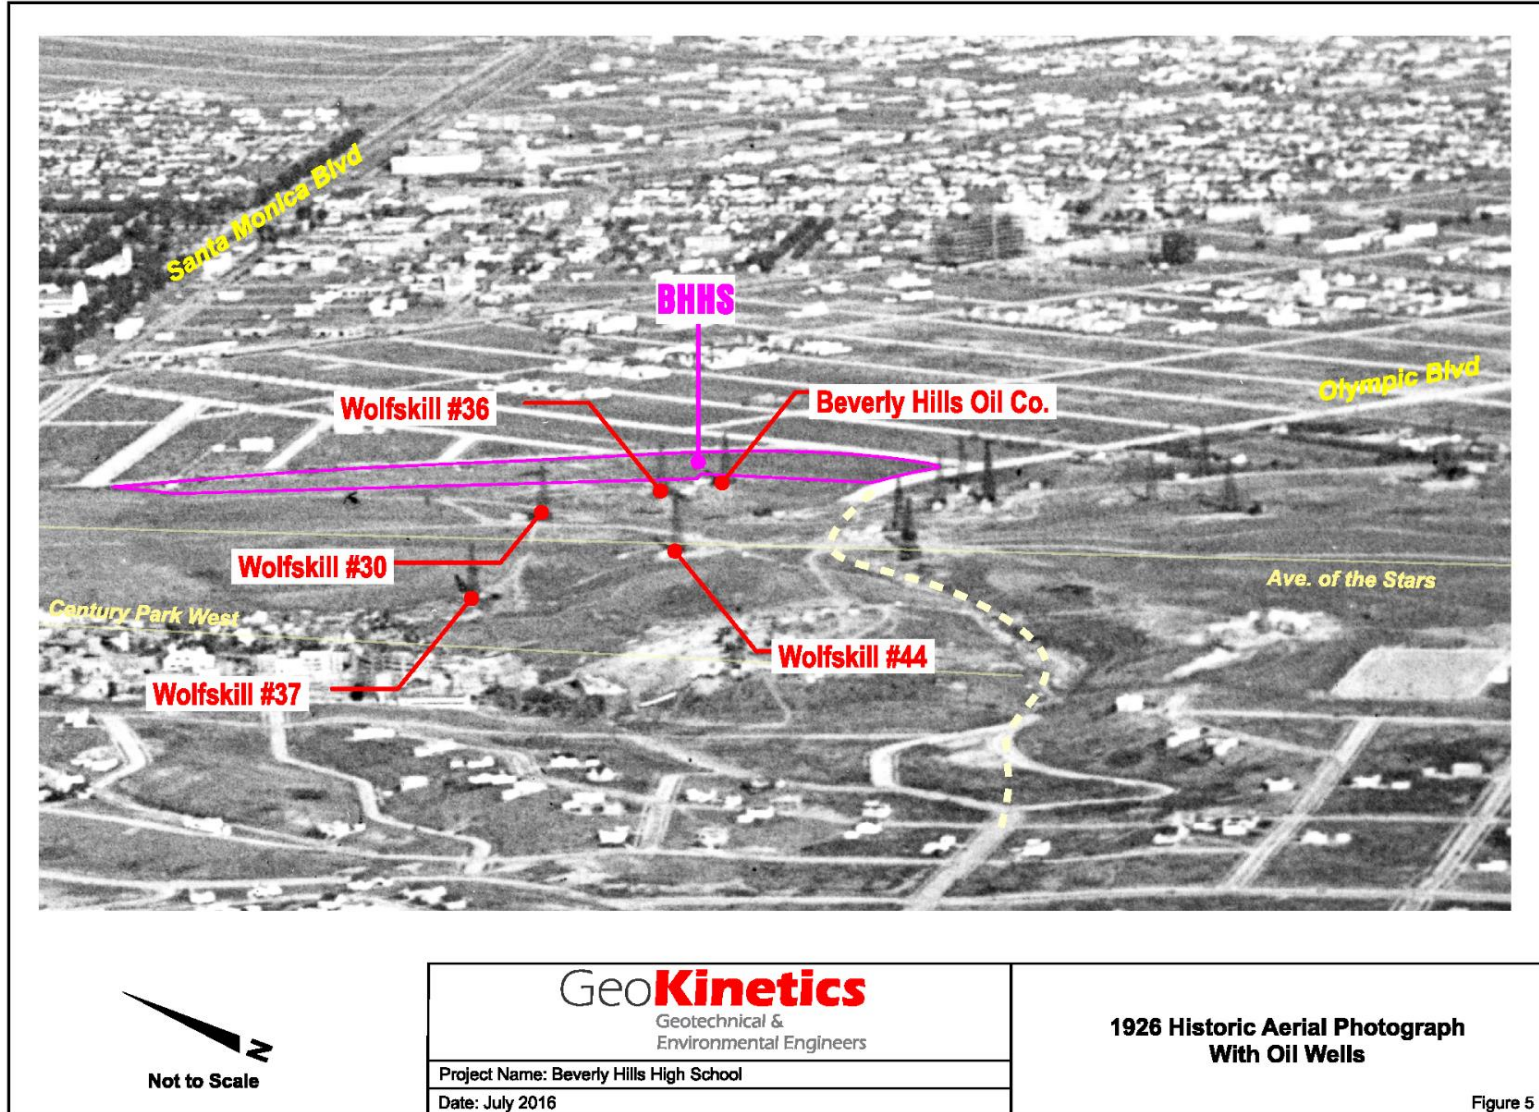 Santa Monica Blvd
BHHS
Olympic Blvd
Wolfskill #36
Beverly Hills Oil Co.
Wolfskill #30
Ave. of the Stars
Century Park West
Wolfskill #44
Wolfskill #37
N
Not to Scale
GeoKinetics
Geotechnical &
Environmental Engineers
Project Name: Beverly Hills High School
Date: July 2016
1926 Historic Aerial Photograph
With Oil Wells
Figure 5